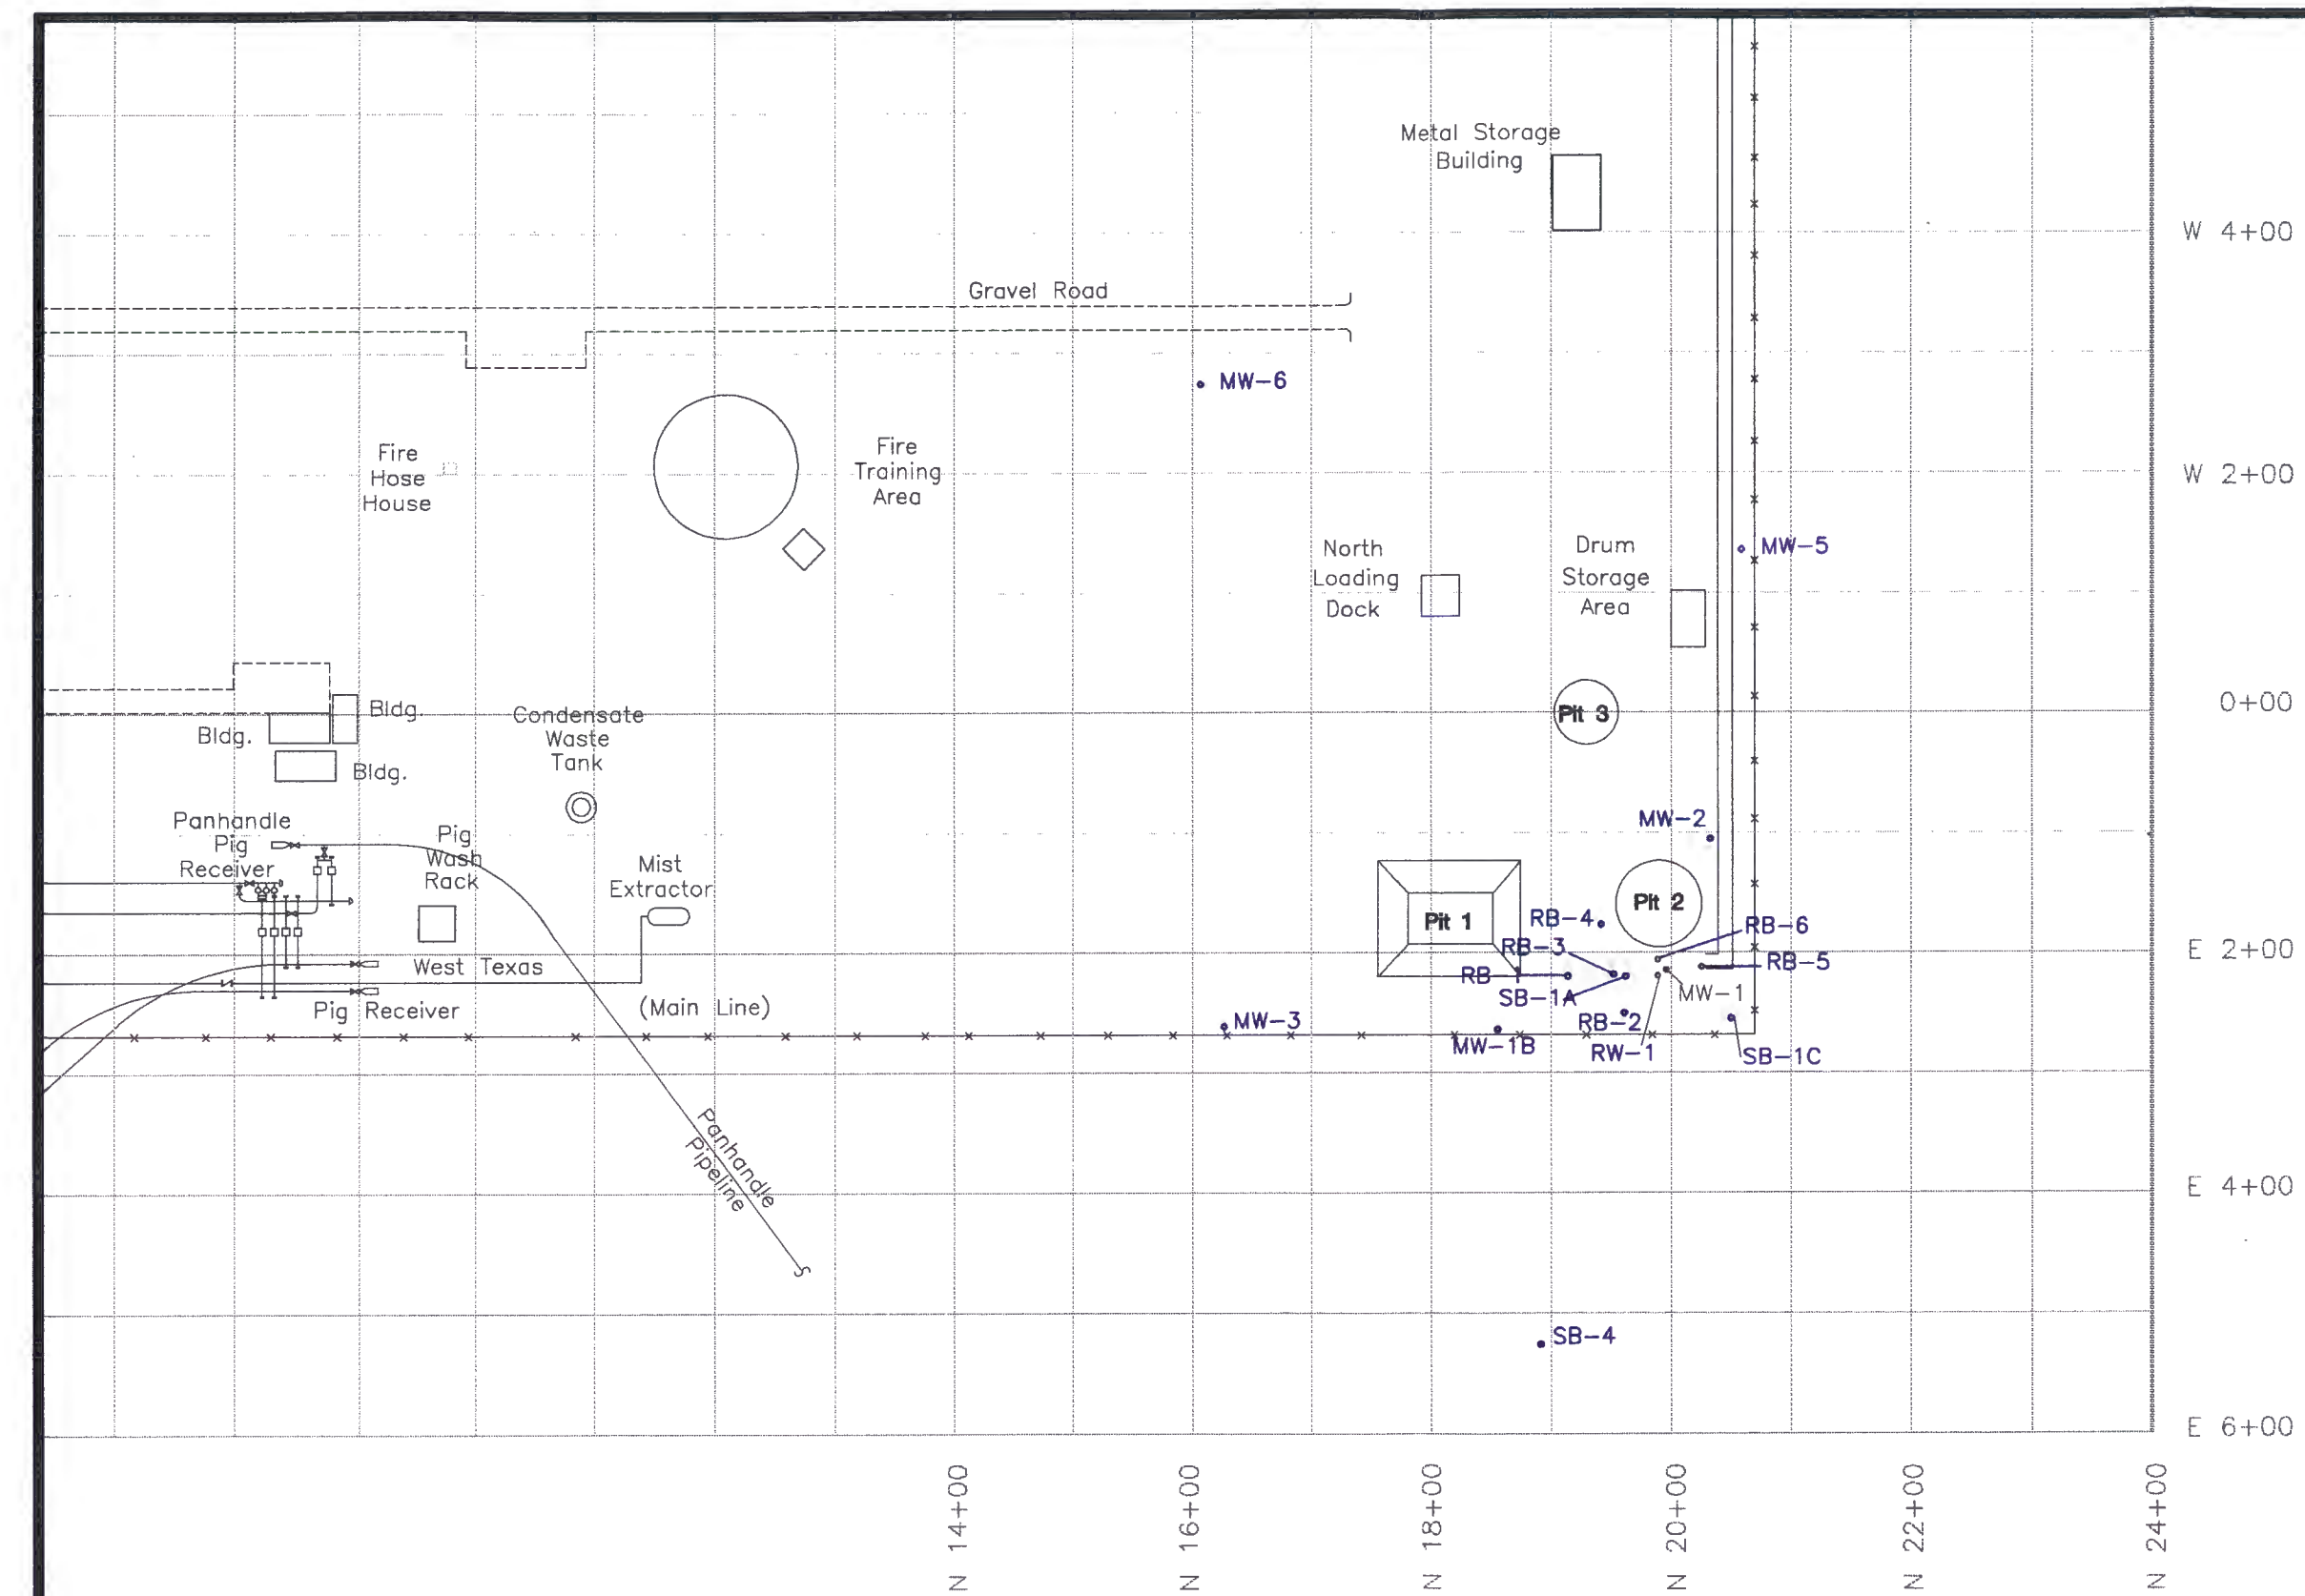 Metal Storage
Building
W 4+00
Gravel Road
MW-6
Fire
Hose
House
Fire
Training
Area
W 2+00
North
Loading
Dock
Drum
Storage
Area
MW-5
Bldg.
Bldg.
Bldg.
Condensate
Waste
Tank
Pit 3
0+00
Panhandle
Pig
Receiver
Pig
Wash
Rack
Mist
Extractor
MW-2
Pit 1
Pit 2
RB-4
RB-3
RB-1
SB-1A
RB-6
RB-5
MW-1
E 2+00
West Texas
Pig Receiver
(Main Line)
MW-3
MW-1B
RB-2
RW-1
SB-1C
Panhandle
Pipeline
E 4+00
SB-4
E 6+00
N 14+00
N 16+00
N 18+00
N 20+00
N 22+00
N 24+00